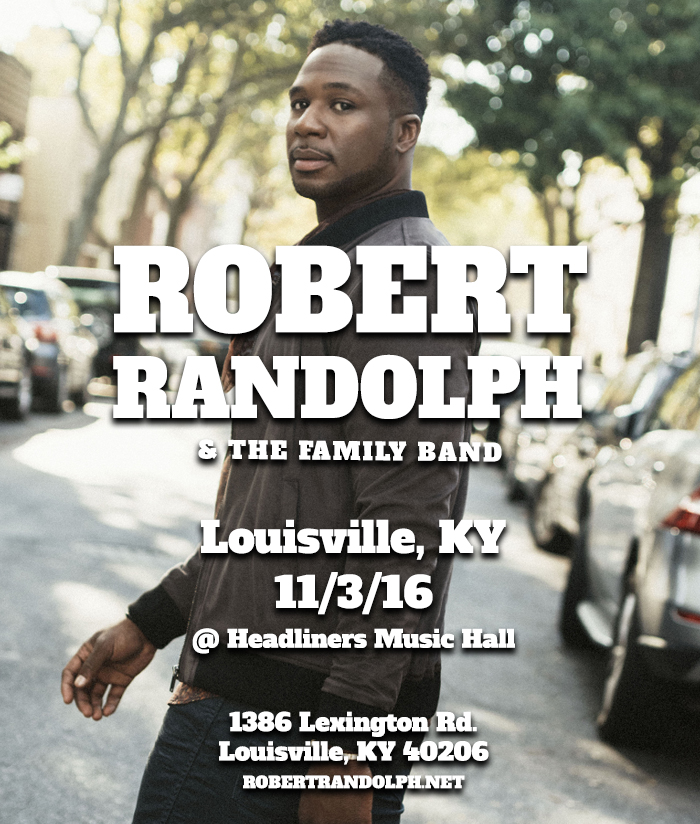 ROBERT
RANDOLPH
& THE FAMILY BAND
Louisville, KY
11/3/16
@ Headliners Music Hall
1386 Lexington Rd.
Louisville, KY 40206
ROBERTRANDOLPH.NET